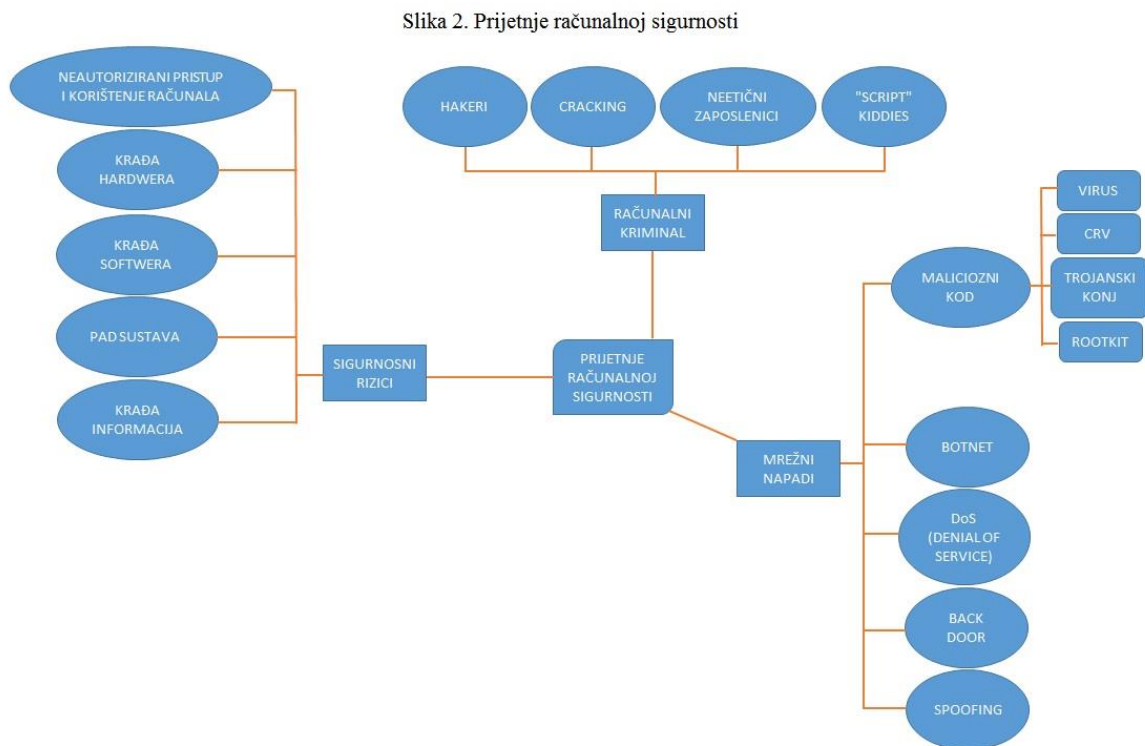 Slika 2. Prijetnje računalnoj sigurnosti
NEAUTORIZIRANI PRISTUP
I KORIŠTENJE RAČUNALA
KRAĐA
HARDWERA
KRAĐA
SOFTWERA
PAD SUSTAVA
KRAĐA
INFORMACIJA
SIGURNOSNI
RIZICI
HAKERI
CRACKING
NEETIČNI
ZAPOSLENICI
"SCRIPT"
KIDDIES
RAČUNALNI
KRIMINAL
PRIJETNJE
RAČUNALNOJ
SIGURNOSTI
MREŽNI
NAPADI
MALICIOZNI
KOD
VIRUS
CRV
TROJANSKI
KONJ
ROOTKIT
BOTNET
DoS
(DENIAL OF
SERVICE)
BACK
DOOR
SPOOFING